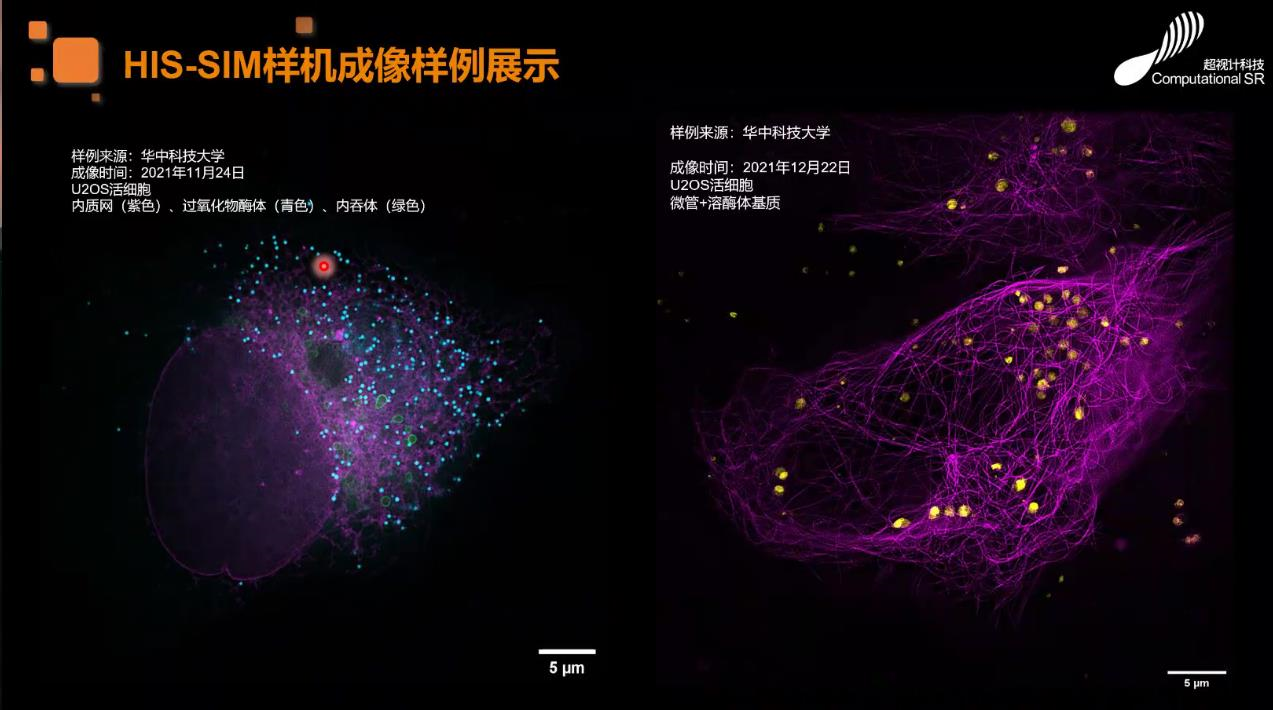 HIS-SIM样机成像样例展示
超视计科技
Computational SR
样例来源：华中科技大学
成像时间：2021年11月24日
U2OS活细胞
内质网（紫色）、过氧化物酶体（青色）、内吞体（绿色）
样例来源：华中科技大学
成像时间：2021年12月22日
U2OS活细胞
微管+溶酶体基质
5 μm
5 μm